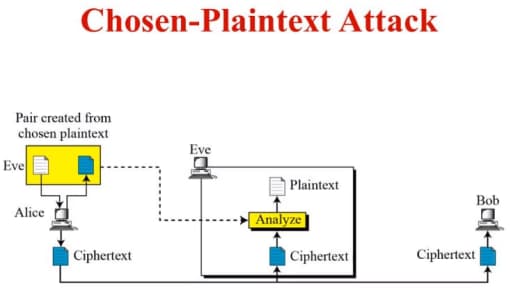 Chosen-Plaintext Attack
Pair created from
chosen plaintext
Eve
Alice
Ciphertext
Eve
Plaintext
Analyze
Ciphertext
Bob
Ciphertext